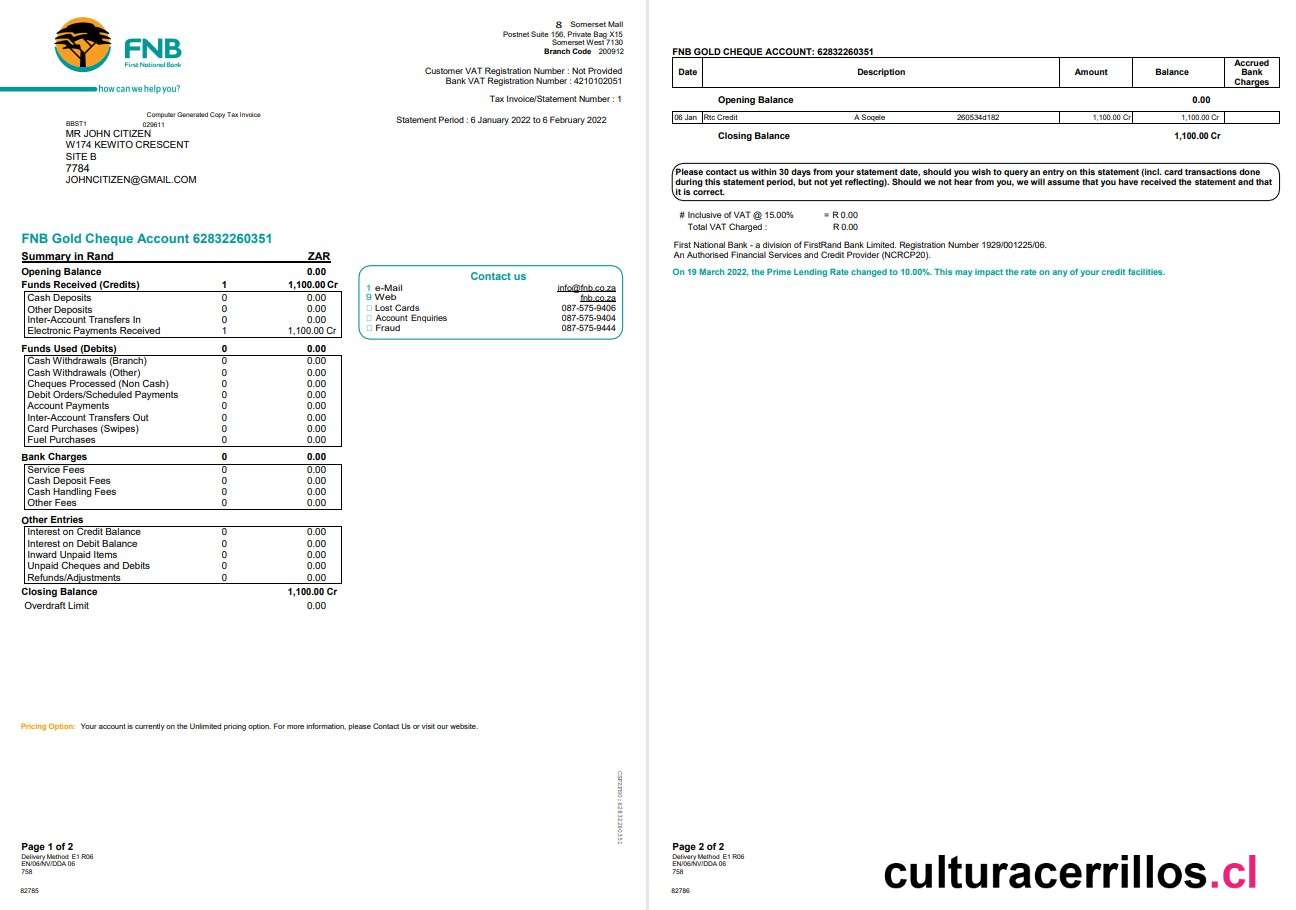 FNB
First National Bank
how can we help you?
8 Somerset Mall
Postnet Suite 156, Private Bag X15
Somerset West 7130
Branch Code 200912
Customer VAT Registration Number : Not Provided
Bank VAT Registration Number : 4210102051
Tax Invoice/Statement Number : 1
Statement Period : 6 January 2022 to 6 February 2022
Computer Generated Copy Tax Invoice
BBST1 029611
MR JOHN CITIZEN
W174 KEWITO CRESCENT
SITE B
7784
JOHNCITIZEN@GMAIL.COM
FNB Gold Cheque Account 62832260351
Summary in Rand ZAR
Opening Balance 0.00
Funds Received (Credits) 1 1,100.00 Cr
Cash Deposits 0 0.00
Other Deposits 0 0.00
Inter-Account Transfers In 0 0.00
Electronic Payments Received 1 1,100.00 Cr
Funds Used (Debits) 0 0.00
Cash Withdrawals (Branch) 0 0.00
Cash Withdrawals (Other) 0 0.00
Cheques Processed (Non Cash) 0 0.00
Debit Orders/Scheduled Payments 0 0.00
Account Payments 0 0.00
Inter-Account Transfers Out 0 0.00
Card Purchases (Swipes) 0 0.00
Fuel Purchases 0 0.00
Bank Charges 0 0.00
Service Fees 0 0.00
Cash Deposit Fees 0 0.00
Cash Handling Fees 0 0.00
Other Fees 0 0.00
Other Entries
Interest on Credit Balance 0 0.00
Interest on Debit Balance 0 0.00
Inward Unpaid Items 0 0.00
Unpaid Cheques and Debits 0 0.00
Refunds/Adjustments 0 0.00
Closing Balance 1,100.00 Cr
Overdraft Limit 0.00
Contact us
1 e-Mail info@fnb.co.za
9 Web fnb.co.za
Lost Cards 087-575-9406
Account Enquiries 087-575-9404
Fraud 087-575-9444
Pricing Option: Your account is currently on the Unlimited pricing option. For more information, please Contact Us or visit our website.
: 62832260351
Page 1 of 2
Delivery Method E1 R06
EN/06/NV/DDA 06
758
82785
FNB GOLD CHEQUE ACCOUNT: 62832260351
Date Description Amount Balance Accrued
Bank
Charges
Opening Balance 0.00
06 Jan Rtc Credit A Soqele 260534d182 1,100.00 Cr 1,100.00 Cr
Closing Balance 1,100.00 Cr
Please contact us within 30 days from your statement date, should you wish to query an entry on this statement (incl. card transactions done
during this statement period, but not yet reflecting). Should we not hear from you, we will assume that you have received the statement and that
it is correct.
# Inclusive of VAT @ 15.00% = R 0.00
Total VAT Charged : R 0.00
First National Bank - a division of FirstRand Bank Limited. Registration Number 1929/001225/06.
An Authorised Financial Services and Credit Provider (NCRCP20).
On 19 March 2022, the Prime Lending Rate changed to 10.00%. This may impact the rate on any of your credit facilities.
Page 2 of 2
Delivery Method E1 R06
EN/06/NV/DDA 06
758
82786
culturacerrillos.cl